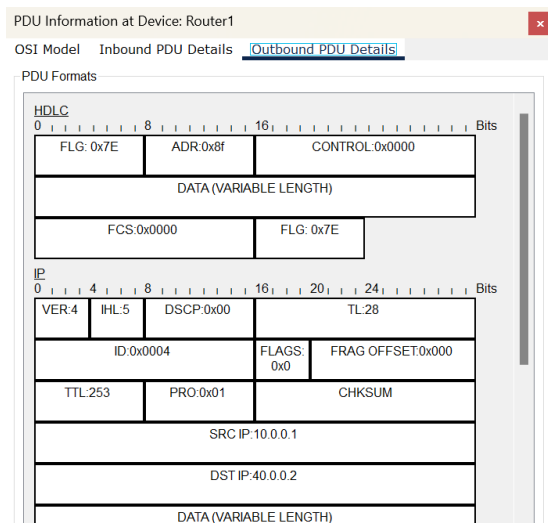 PDU Information at Device: Router1
×
OSI Model Inbound PDU Details Outbound PDU Details
PDU Formats
HDLC
0 8 16 Bits
FLG: 0x7E ADR:0x8f CONTROL:0x0000
DATA (VARIABLE LENGTH)
FCS:0x0000 FLG: 0x7E
IP
0 4 8 16 20 24 Bits
VER:4 IHL:5 DSCP:0x00 TL:28
ID:0x0004 FLAGS: 0x0 FRAG OFFSET:0x000
TTL:253 PRO:0x01 CHKSUM
SRC IP:10.0.0.1
DST IP:40.0.0.2
DATA (VARIABLE LENGTH)